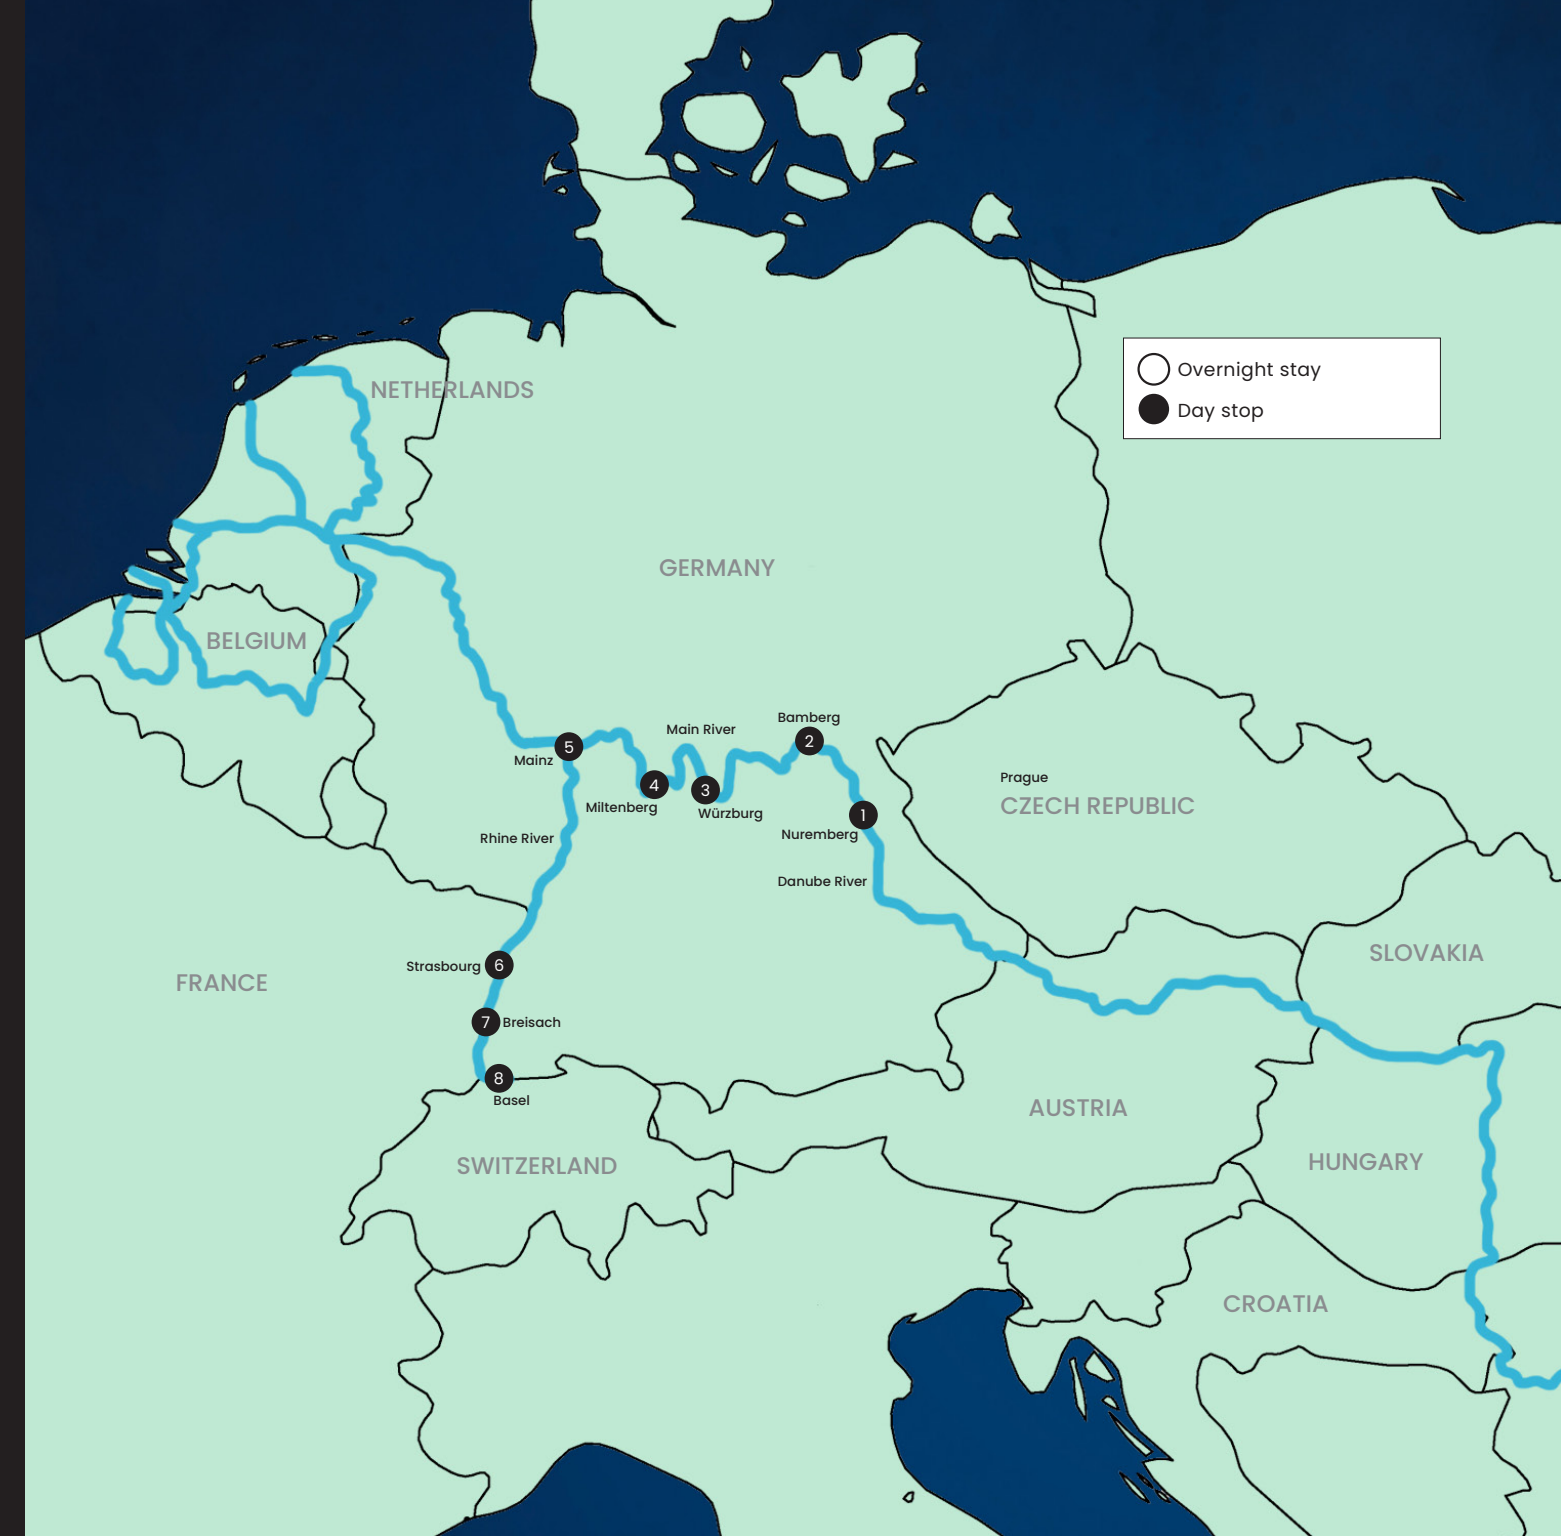 NETHERLANDS
Overnight stay
Day stop
GERMANY
BELGIUM
Bamberg
2
Main River
5
Mainz
4
Miltenberg
3
Würzburg
Prague
CZECH REPUBLIC
1
Nuremberg
Rhine River
Danube River
SLOVAKIA
Strasbourg 6
FRANCE
7 Breisach
8
Basel
AUSTRIA
SWITZERLAND
HUNGARY
CROATIA